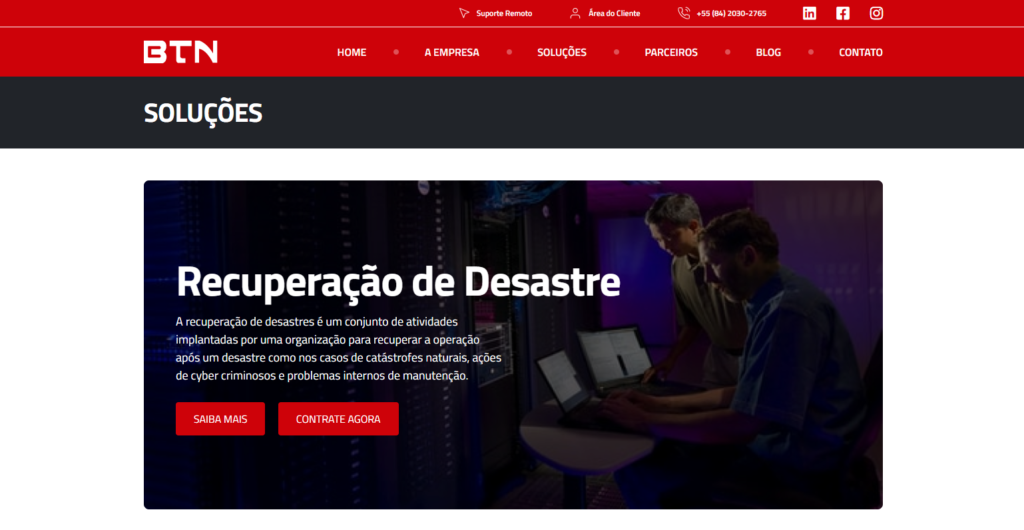 Suporte Remoto
Área do Cliente
+55 (84) 2030-2765
BTN
HOME
A EMPRESA
SOLUÇÕES
PARCEIROS
BLOG
CONTATO
SOLUÇÕES
Recuperação de Desastre
A recuperação de desastres é um conjunto de atividades
implantadas por uma organização para recuperar a operação
após um desastre como nos casos de catástrofes naturais, ações
de cyber criminosos e problemas internos de manutenção.
SAIBA MAIS
CONTRATE AGORA